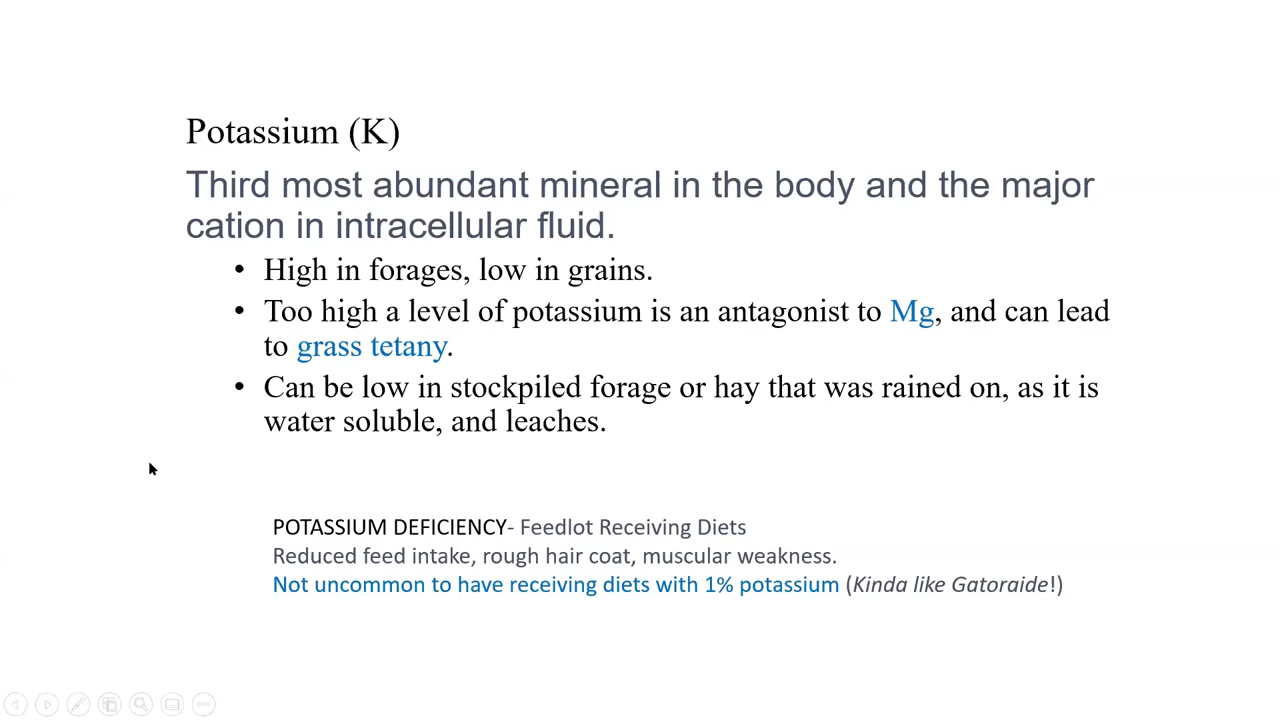 Potassium (K)
Third most abundant mineral in the body and the major
cation in intracellular fluid.
• High in forages, low in grains.
• Too high a level of potassium is an antagonist to Mg, and can lead
to grass tetany.
• Can be low in stockpiled forage or hay that was rained on, as it is
water soluble, and leaches.
POTASSIUM DEFICIENCY- Feedlot Receiving Diets
Reduced feed intake, rough hair coat, muscular weakness.
Not uncommon to have receiving diets with 1% potassium (Kinda like Gatoraide!)